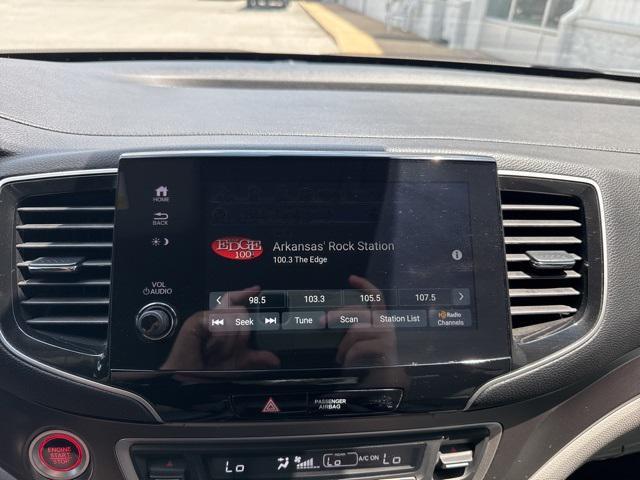 HOME
BACK
VOL
AUDIO
EDGE
100
Arkansas' Rock Station
100.3 The Edge
98.5 103.3 105.5 107.5
Seek Tune Scan Station List HD Radio
Channels
PASSENGER
AIRBAG
ENGINE
START
STOP
Lo Lo A/C ON Lo